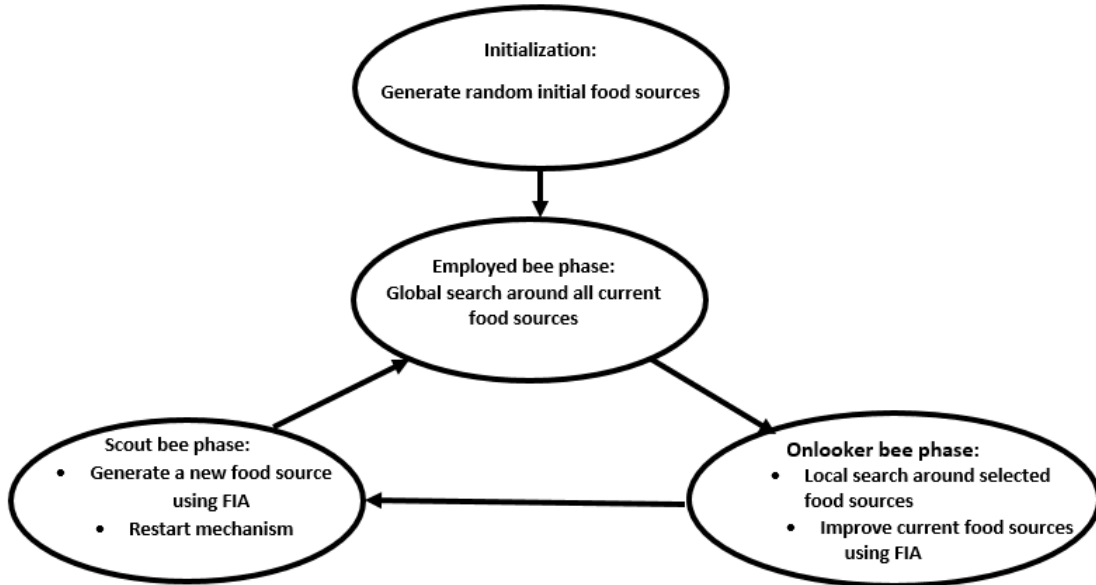 Initialization:
Generate random initial food sources
Employed bee phase:
Global search around all current
food sources
Scout bee phase:
• Generate a new food source
using FIA
• Restart mechanism
Onlooker bee phase:
• Local search around selected
food sources
• Improve current food sources
using FIA